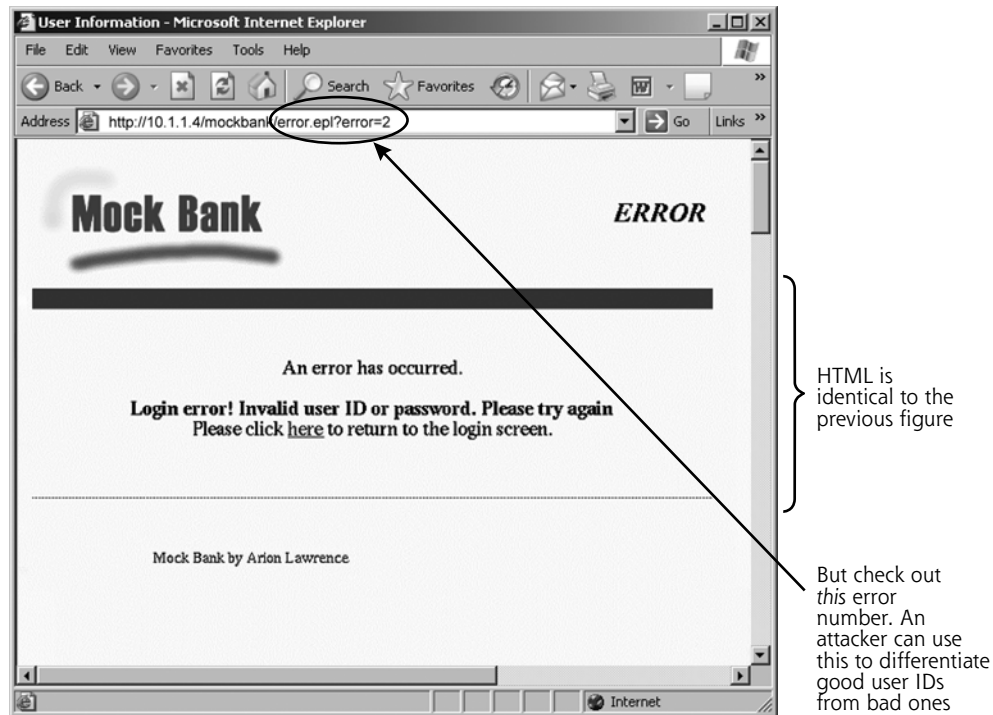 User Information - Microsoft Internet Explorer
File Edit View Favorites Tools Help
Back Search Favorites »
Address http://10.1.1.4/mockbank/error.epl?error=2 Go Links »
Mock Bank
ERROR
An error has occurred.
Login error! Invalid user ID or password. Please try again
Please click here to return to the login screen.
Mock Bank by Arion Lawrence
Internet
HTML is
identical to the
previous figure
But check out
this error
number. An
attacker can use
this to differentiate
good user IDs
from bad ones